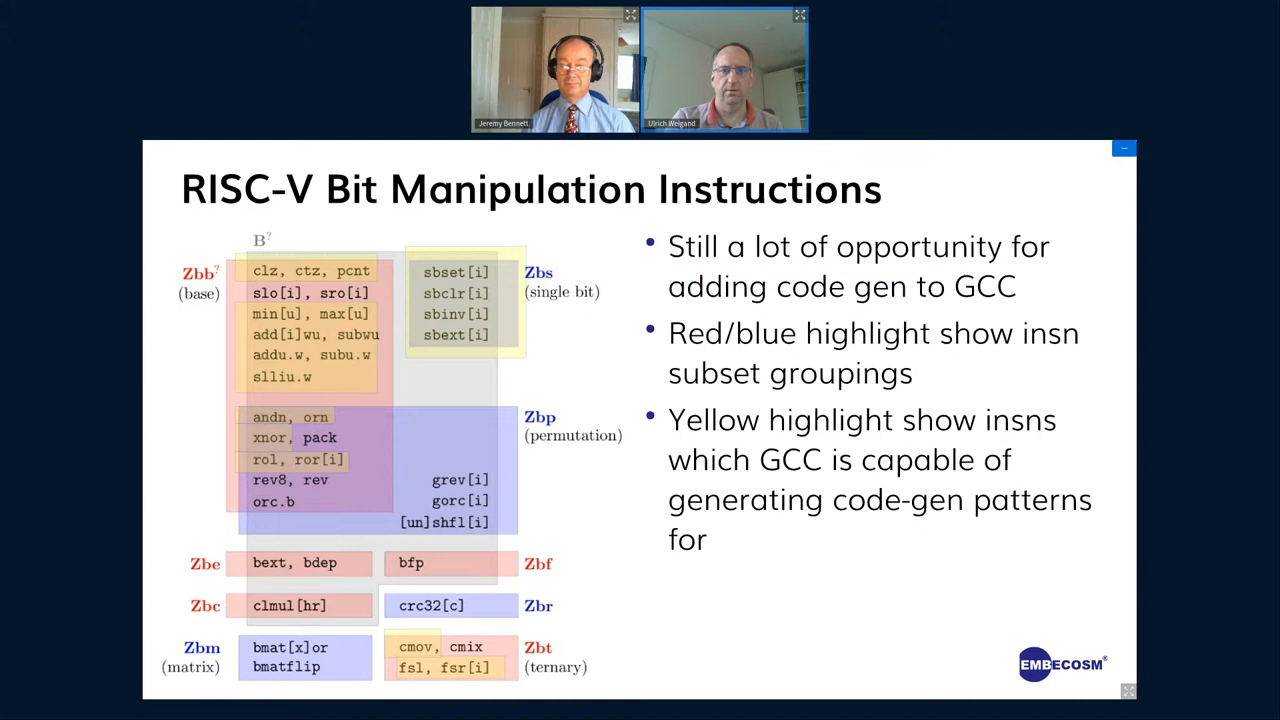 Jeremy Bennett
Ulrich Weigand
RISC-V Bit Manipulation Instructions
B?
Zbb?
(base)
clz, ctz, pcnt
slo[i], sro[i]
min[u], max[u]
add[i]wu, subwu
addu.w, subu.w
slliu.w
sbset[i]
sbclr[i]
sbinv[i]
sbext[i]
Zbs
(single bit)
andn, orn
xnor, pack
rol, ror[i]
rev8, rev
orc.b
grev[i]
gorc[i]
[un]shfl[i]
Zbp
(permutation)
Zbe
bext, bdep
bfp
Zbf
Zbc
clmul[hr]
crc32[c]
Zbr
Zbm
(matrix)
bmat[x]or
bmatflip
cmov, cmix
fsl, fsr[i]
Zbt
(ternary)
• Still a lot of opportunity for
adding code gen to GCC
• Red/blue highlight show insn
subset groupings
• Yellow highlight show insns
which GCC is capable of
generating code-gen patterns
for
EMBECOSM®